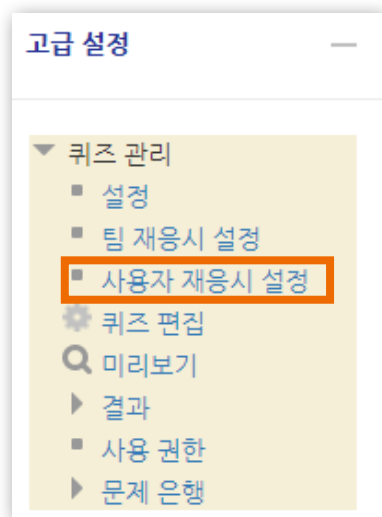 고급 설정
퀴즈 관리
설정
팀 재응시 설정
사용자 재응시 설정
퀴즈 편집
미리보기
결과
사용 권한
문제 은행